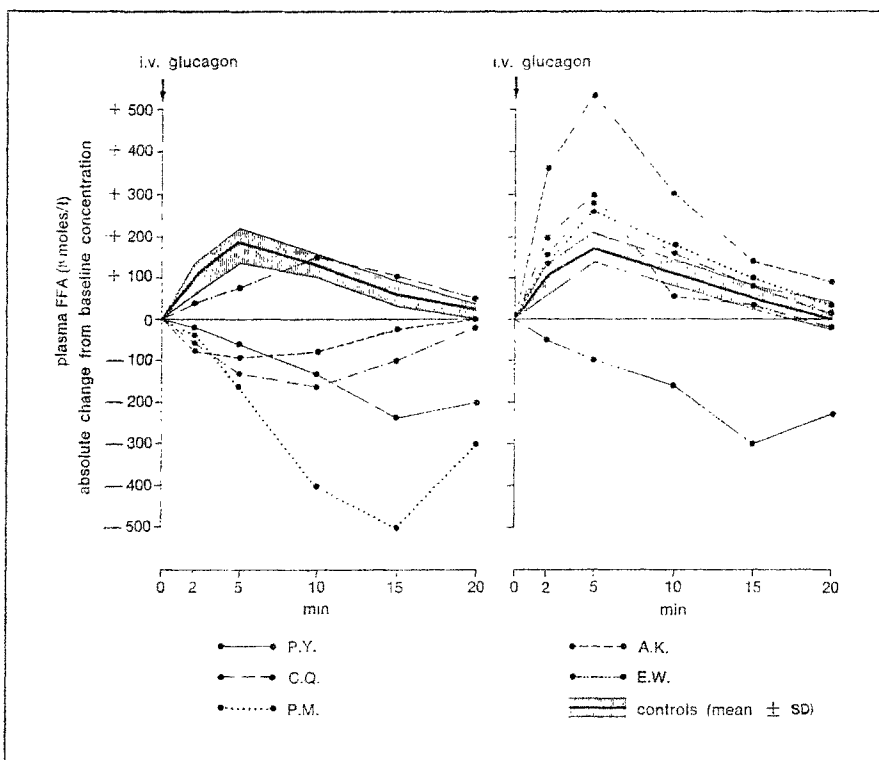 i.v. glucagon
i.v. glucagon
plasma FFA (μ moles/l)
absolute change from baseline concentration
+ 500
+ 400
+ 300
+ 200
+ 100
0
— 100
— 200
— 300
— 400
— 500
0 2 5 10 15 20
min
0 2 5 10 15 20
min
P.Y.
C.Q.
P.M.
A.K.
E.W.
controls (mean ± SD)